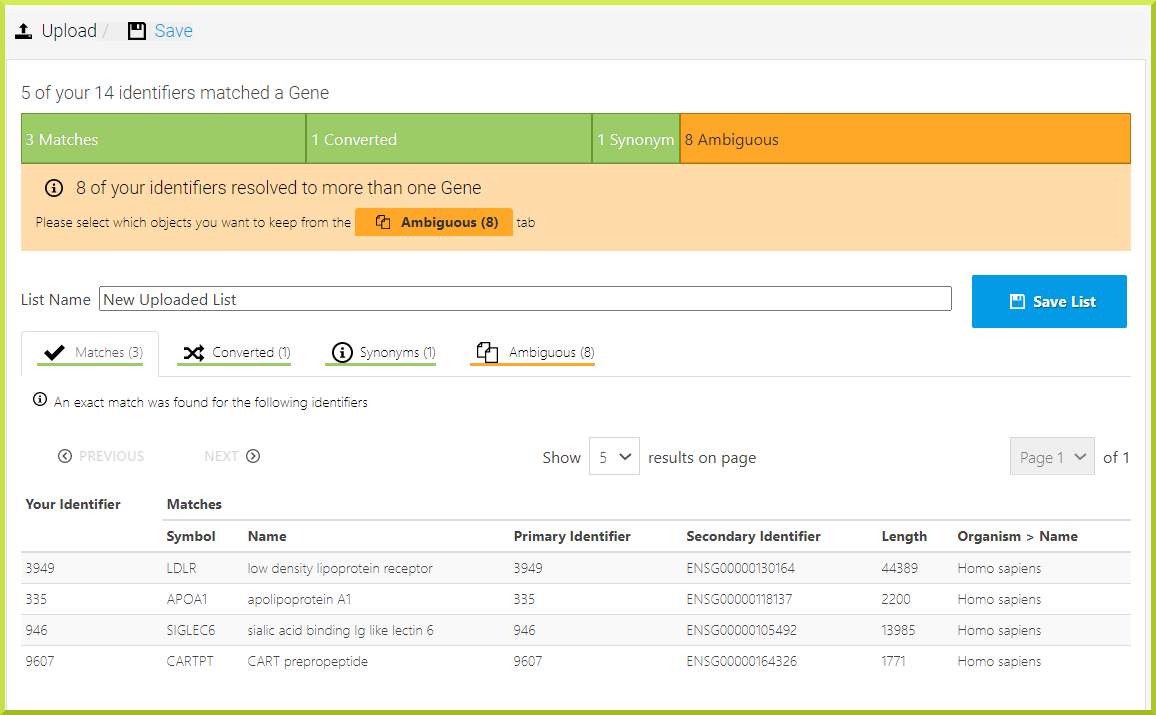 Upload / Save
5 of your 14 identifiers matched a Gene
3 Matches 1 Converted 1 Synonym 8 Ambiguous
8 of your identifiers resolved to more than one Gene
Please select which objects you want to keep from the Ambiguous (8) tab
List Name New Uploaded List Save List
Matches (3) Converted (1) Synonyms (1) Ambiguous (8)
An exact match was found for the following identifiers
PREVIOUS NEXT Show 5 results on page Page 1 of 1
Your Identifier Matches
Symbol Name Primary Identifier Secondary Identifier Length Organism > Name
3949 LDLR low density lipoprotein receptor 3949 ENSG00000130164 44389 Homo sapiens
335 APOA1 apolipoprotein A1 335 ENSG00000118137 2200 Homo sapiens
946 SIGLEC6 sialic acid binding Ig like lectin 6 946 ENSG00000105492 13985 Homo sapiens
9607 CARTPT CART prepropeptide 9607 ENSG00000164326 1771 Homo sapiens